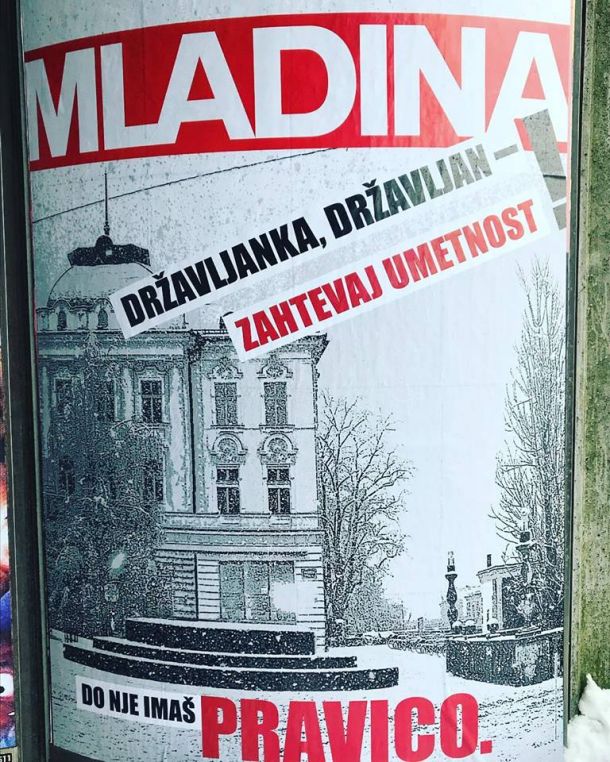 MLADINA
DRŽAVLJANKA, DRŽAVLJAN –
ZAHTEVAJ UMETNOST!
DO NJE IMAŠ
PRAVICO.